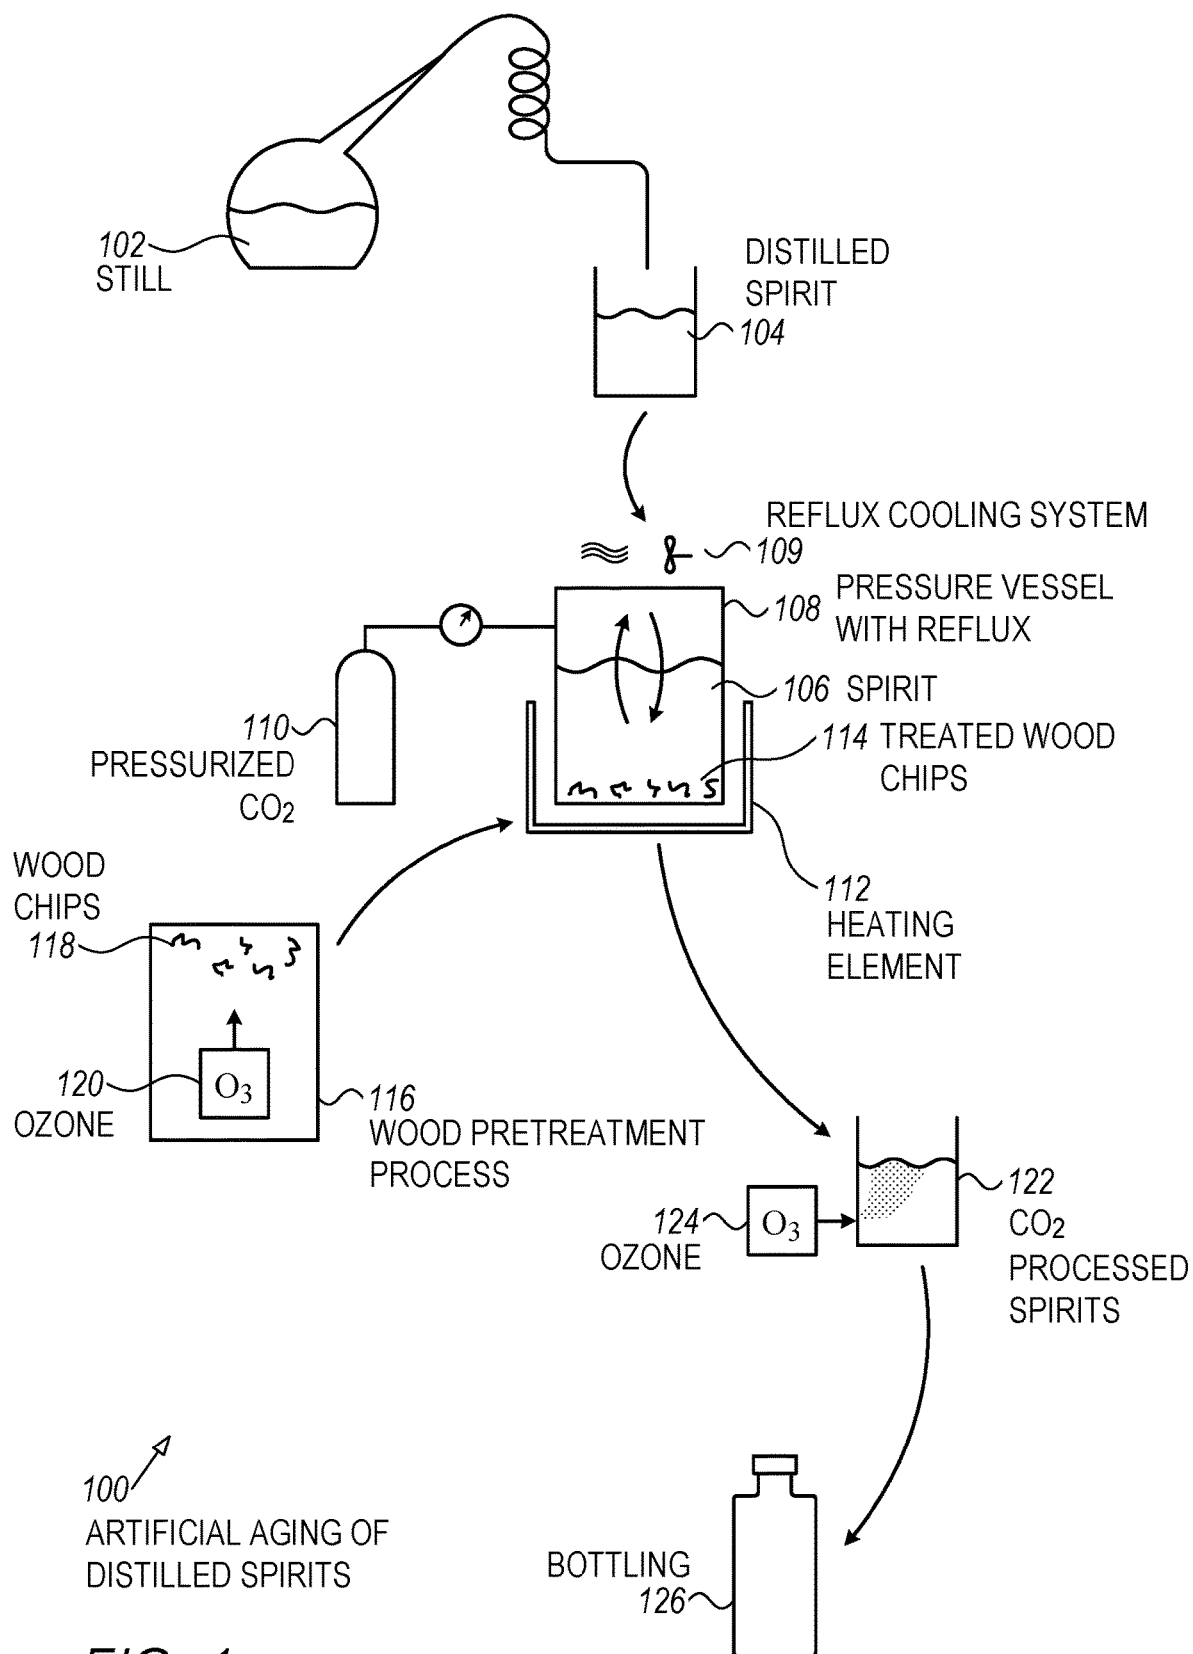 102
STILL
DISTILLED
SPIRIT
104
REFLUX COOLING SYSTEM
109
108 PRESSURE VESSEL
WITH REFLUX
106 SPIRIT
110
PRESSURIZED
CO2
114 TREATED WOOD
CHIPS
WOOD
CHIPS
118
112
HEATING
ELEMENT
120
OZONE
O3
116
WOOD PRETREATMENT
PROCESS
124
OZONE
O3
122
CO2
PROCESSED
SPIRITS
100
ARTIFICIAL AGING OF
DISTILLED SPIRITS
BOTTLING
126
FIG. 1